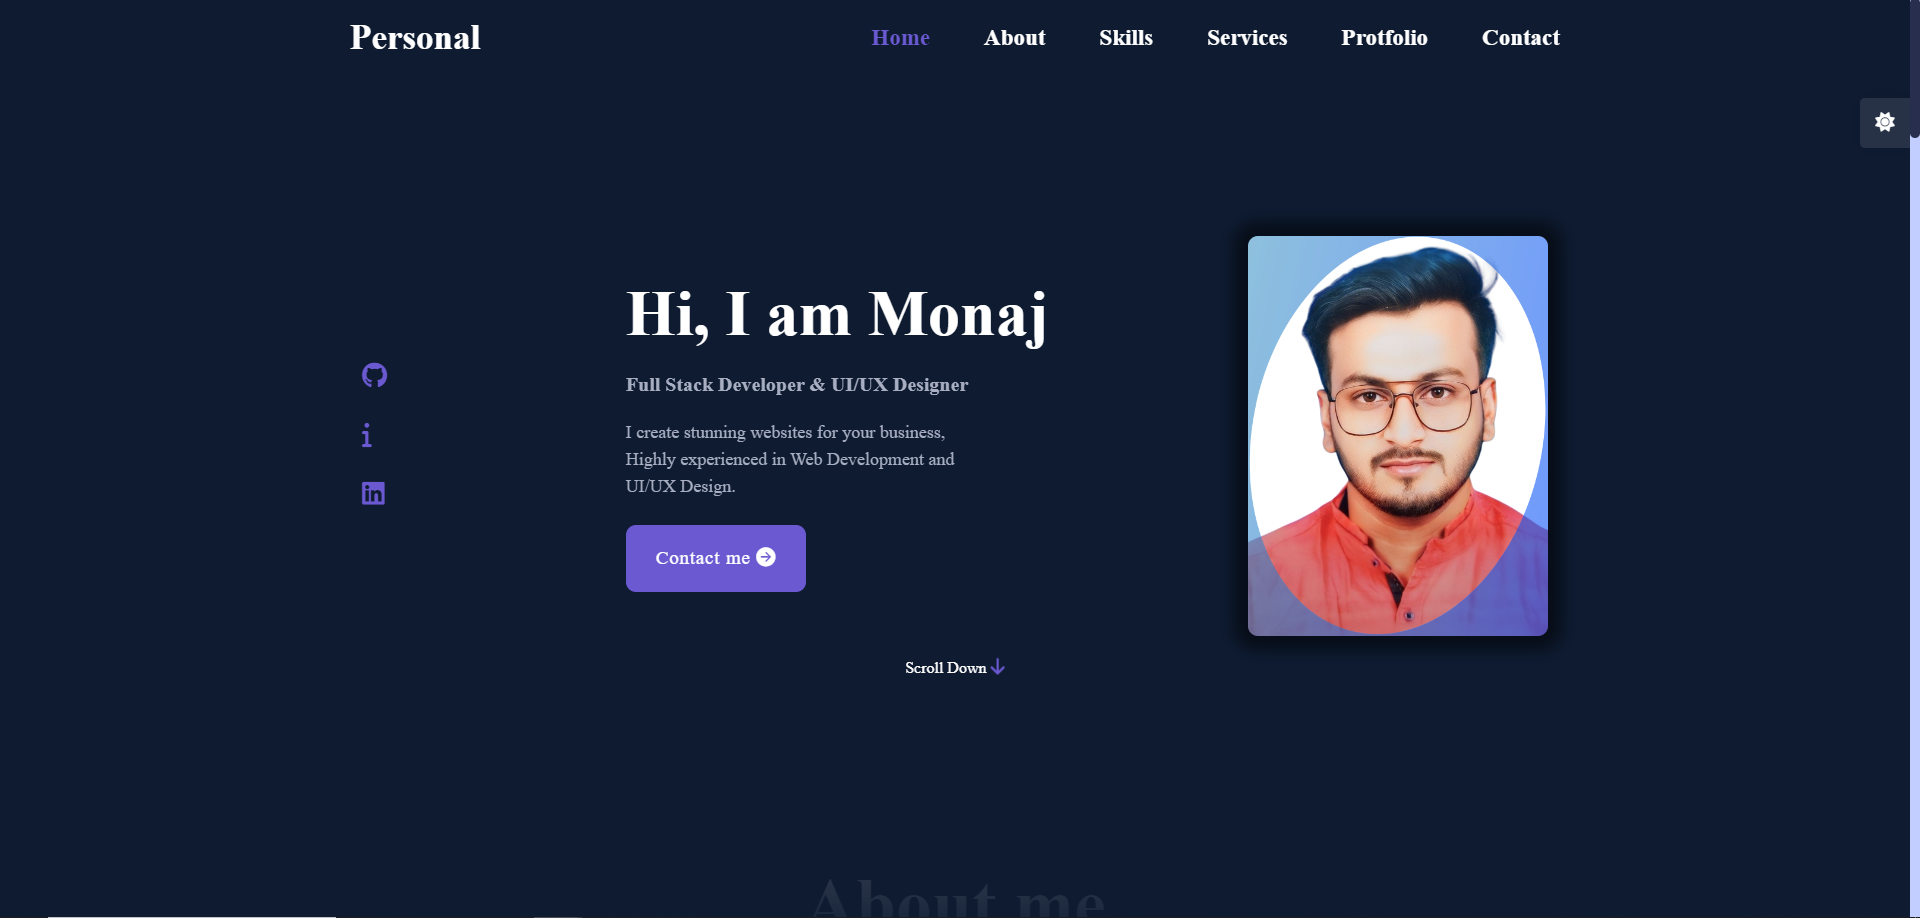 Personal
Home About Skills Services Protfolio Contact
Hi, I am Monaj
Full Stack Developer & UI/UX Designer
I create stunning websites for your business,
Highly experienced in Web Development and
UI/UX Design.
Contact me
Scroll Down
About me